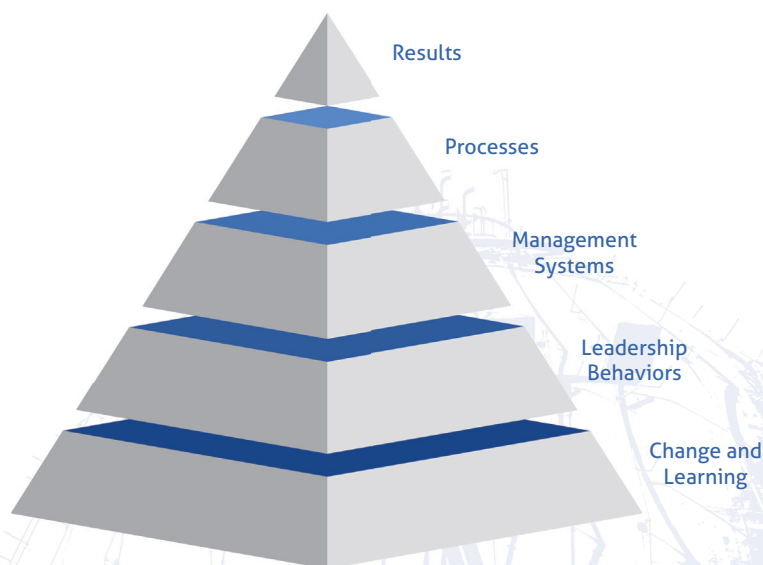 Results
Processes
Management
Systems
Leadership
Behaviors
Change and
Learning